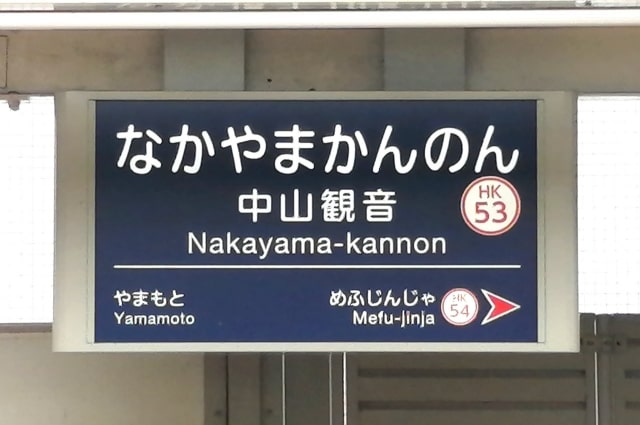 なかやまかんのん
中山観音
HK
53
Nakayama-kannon
やまもと
Yamamoto
めふじんじゃ
Mefu-jinja
HK
54